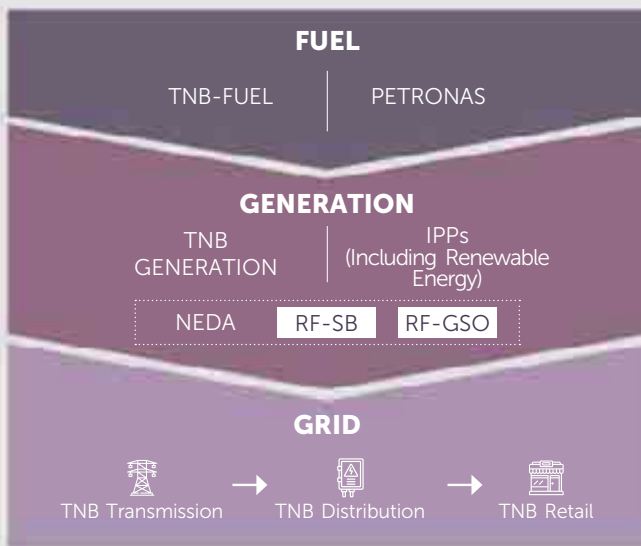 FUEL
TNB-FUEL
PETRONAS
GENERATION
TNB
GENERATION
IPPs
(Including Renewable
Energy)
NEDA
RF-SB
RF-GSO
GRID
TNB Transmission
TNB Distribution
TNB Retail